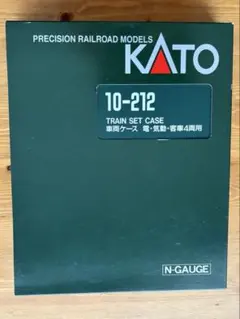 PRECISION RAILROAD MODELS
KATO
10-212
TRAIN SET CASE
車両ケース 電・気動・客車4両用
N-GAUGE